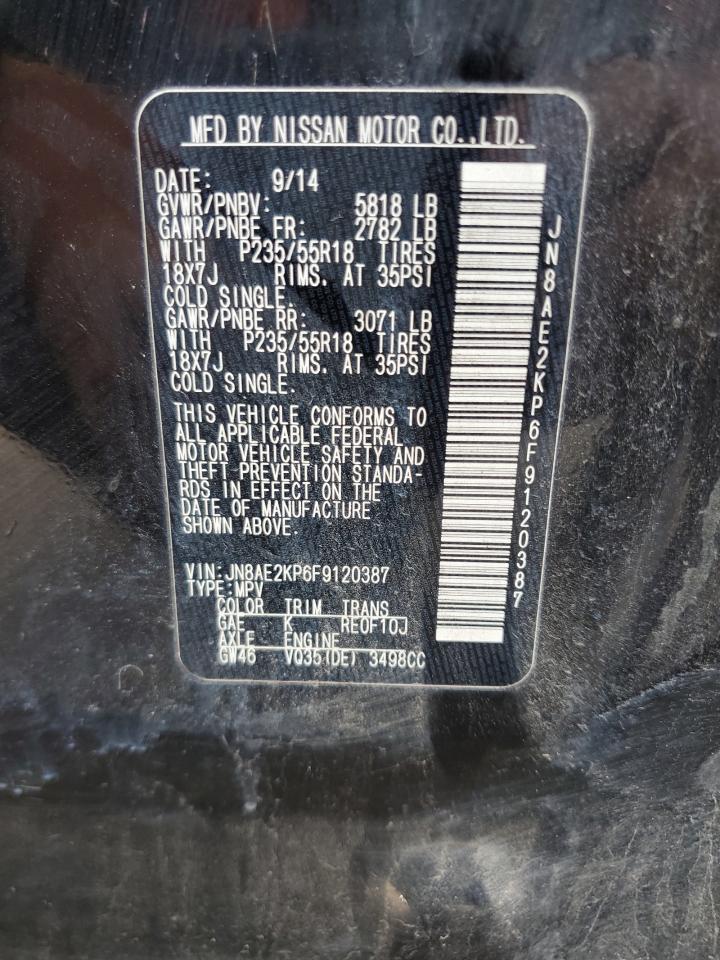 MFD BY NISSAN MOTOR CO.,LTD.
DATE: 9/14
GVWR/PNBV: 5818 LB
GAWR/PNBE FR: 2782 LB
WITH P235/55R18 TIRES
18X7J RIMS. AT 35PSI
COLD SINGLE.
GAWR/PNBE RR: 3071 LB
WITH P235/55R18 TIRES
18X7J RIMS. AT 35PSI
COLD SINGLE.
THIS VEHICLE CONFORMS TO
ALL APPLICABLE FEDERAL
MOTOR VEHICLE SAFETY AND
THEFT PREVENTION STANDA-
RDS IN EFFECT ON THE
DATE OF MANUFACTURE
SHOWN ABOVE.
VIN:JN8AE2KP6F9120387
TYPE:MPV
COLOR TRIM TRANS
GAE K RE0F10J
AXLE ENGINE
GW46 VQ35(DE) 3498CC
JN8AE2KP6F9120387